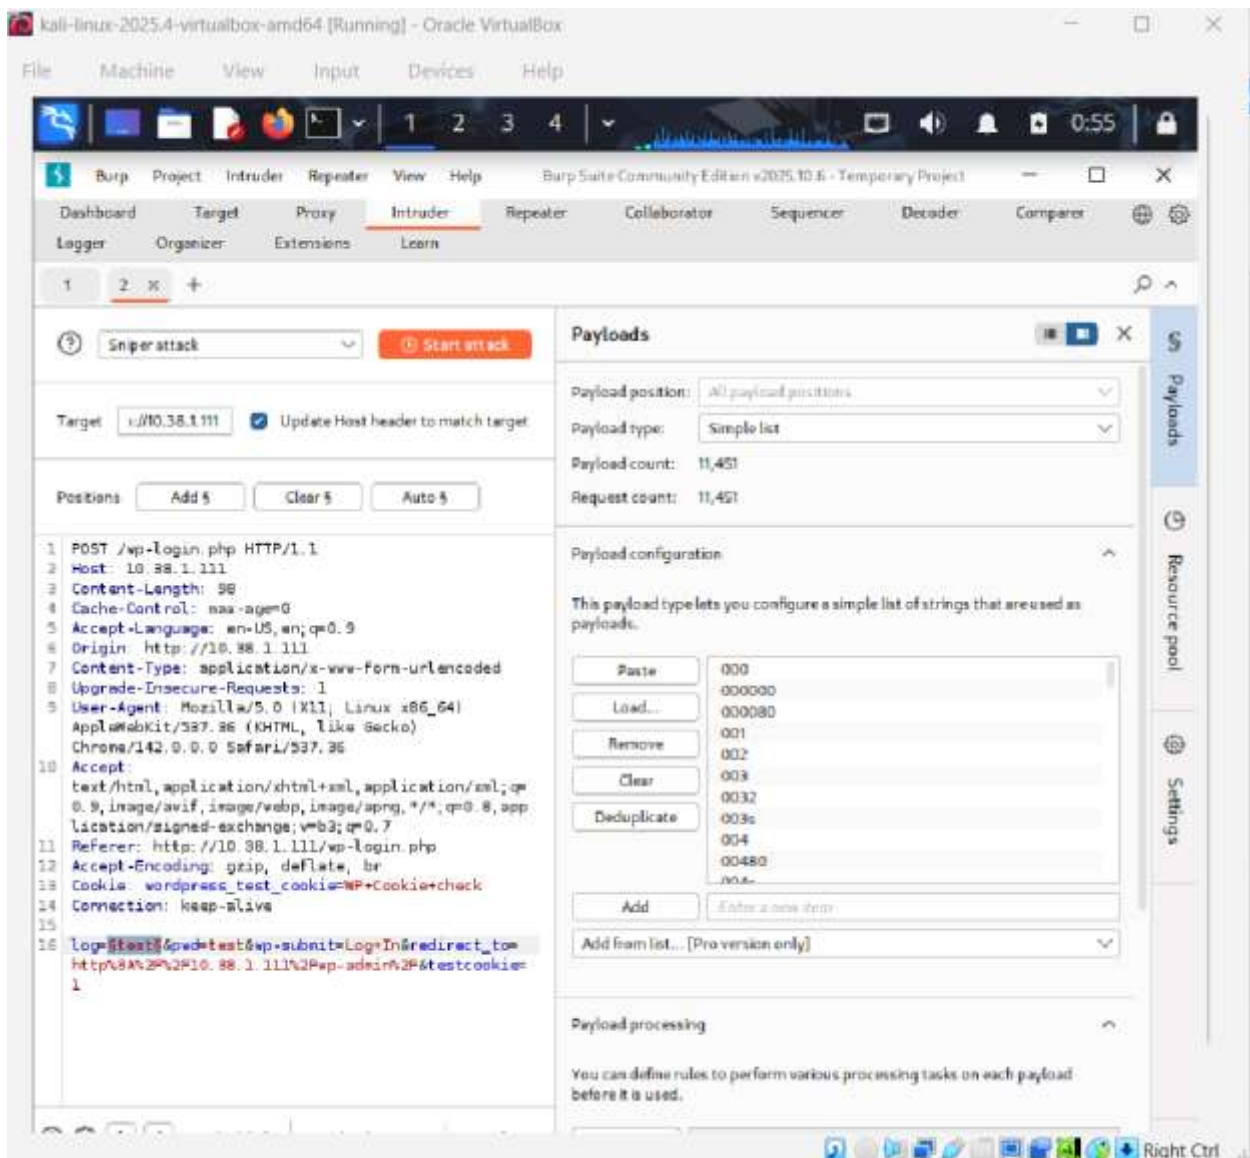 kali-linux-2025.4-virtualbox-amd64 [Running] - Oracle VirtualBox
File Machine View Input Devices Help
1 2 3 4 0:55
Burp Project Intruder Repeater View Help Burp Suite Community Edition v2025.10.6 - Temporary Project
Dashboard Target Proxy Intruder Repeater Collaborator Sequencer Decoder Comparer
Logger Organizer Extensions Learn
1 2 × +
Sniper attack Start attack
Target ://10.38.1.111 Update Host header to match target
Positions Add § Clear § Auto §
1 POST /wp-login.php HTTP/1.1
2 Host: 10.38.1.111
3 Content-Length: 98
4 Cache-Control: max-age=0
5 Accept-Language: en-US,en;q=0.9
6 Origin: http://10.38.1.111
7 Content-Type: application/x-www-form-urlencoded
8 Upgrade-Insecure-Requests: 1
9 User-Agent: Mozilla/5.0 (X11; Linux x86_64)
AppleWebKit/537.36 (KHTML, like Gecko)
Chrome/142.0.0.0 Safari/537.36
10 Accept:
text/html,application/xhtml+xml,application/xml;q=
0.9,image/avif,image/webp,image/apng,*/*;q=0.8,app
lication/signed-exchange;v=b3;q=0.7
11 Referer: http://10.38.1.111/wp-login.php
12 Accept-Encoding: gzip, deflate, br
13 Cookie: wordpress_test_cookie=WP+Cookie+check
14 Connection: keep-alive
15
16 log=§test§&pwd=test&wp-submit=Log+In&redirect_to=
http%3A%2F%2F10.38.1.111%2Fwp-admin%2F&testcookie=
1
Payloads
Payload position: All payload positions
Payload type: Simple list
Payload count: 11,451
Request count: 11,451
Payload configuration
This payload type lets you configure a simple list of strings that are used as
payloads.
Paste
Load...
Remove
Clear
Deduplicate
000
000000
000080
001
002
003
0032
003s
004
00480
Add Enter a new item
Add from list... [Pro version only]
Payload processing
You can define rules to perform various processing tasks on each payload
before it is used.
§ Payloads
Resource pool
Settings
Right Ctrl